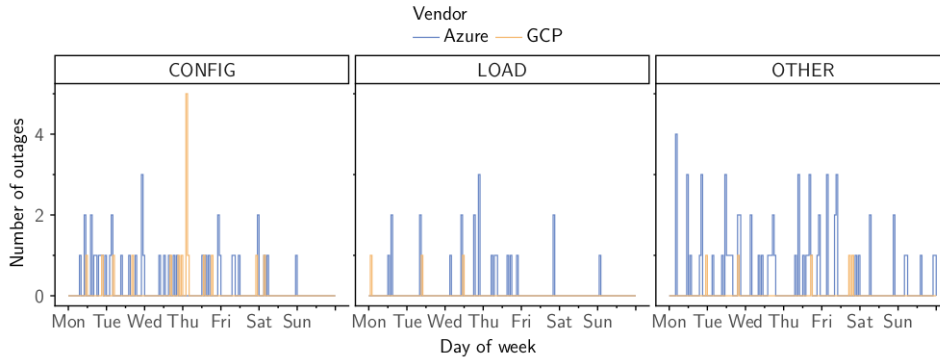 Vendor
Azure GCP
CONFIG LOAD OTHER
Number of outages
4
2
0
Mon Tue Wed Thu Fri Sat Sun Mon Tue Wed Thu Fri Sat Sun Mon Tue Wed Thu Fri Sat Sun
Day of week